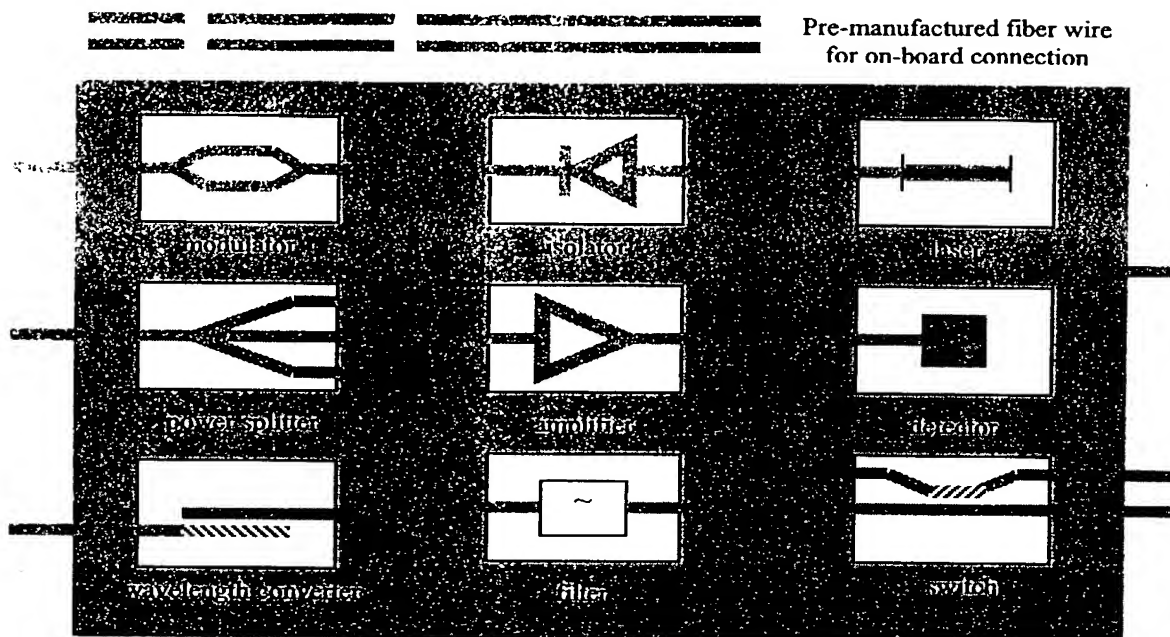 Pre-manufactured fiber wire
for on-board connection
modulator
isolator
laser
power splitter
amplifier
detector
~
wavelength converter
filter
switch